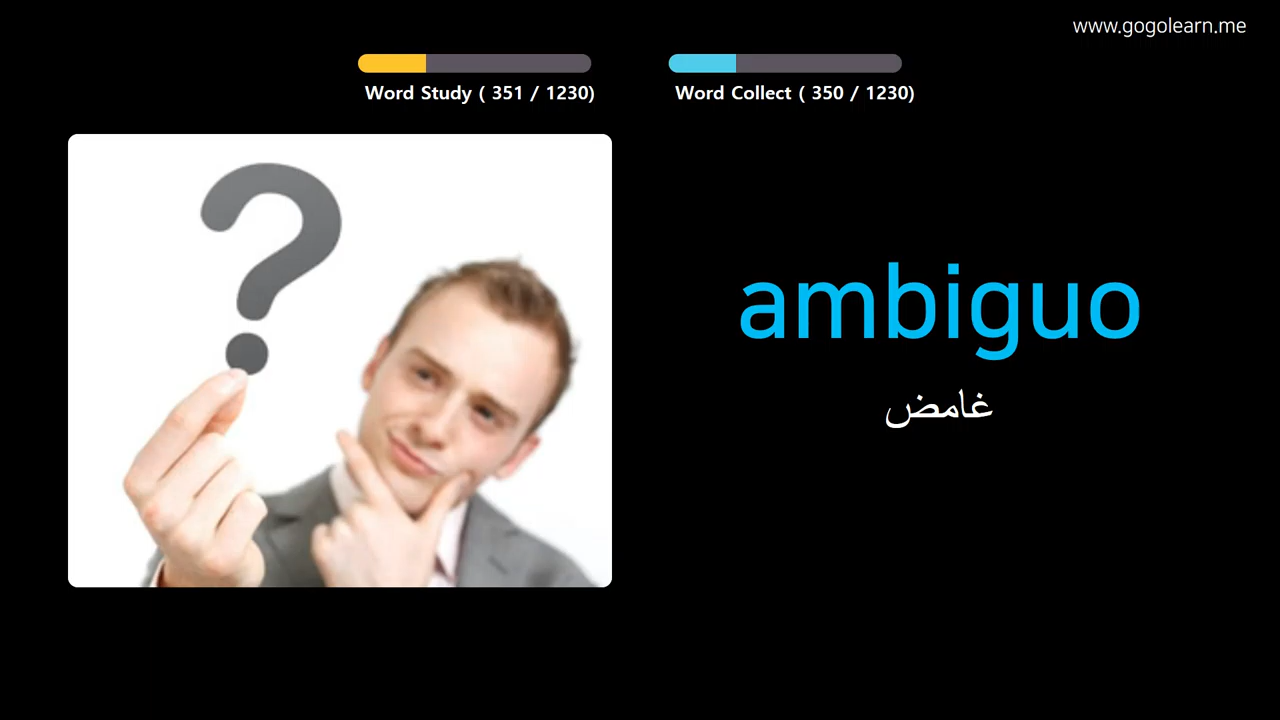 www.gogolearn.me
Word Study ( 351 / 1230)
Word Collect ( 350 / 1230)
?
ambiguo
غامض